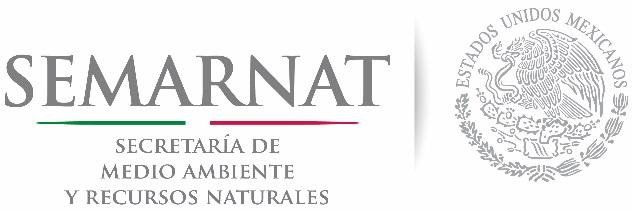 SEMARNAT
SECRETARÍA DE
MEDIO AMBIENTE
Y RECURSOS NATURALES
ESTADOS UNIDOS MEXICANOS